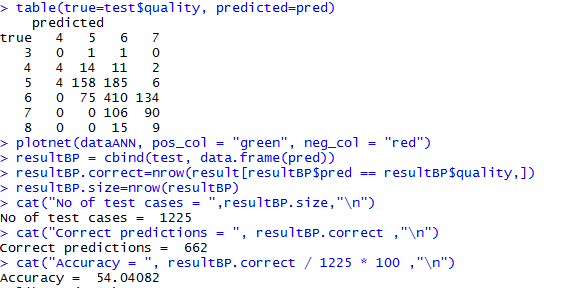 > table(true=test$quality, predicted=pred)
predicted
true 4 5 6 7
3 0 1 1 0
4 4 14 11 2
5 4 158 185 6
6 0 75 410 134
7 0 0 106 90
8 0 0 15 9
> plotnet(dataANN, pos_col = "green", neg_col = "red")
> resultBP = cbind(test, data.frame(pred))
> resultBP.correct=nrow(result[resultBP$pred == resultBP$quality,])
> resultBP.size=nrow(resultBP)
> cat("No of test cases = ",resultBP.size,"\n")
No of test cases =  1225
> cat("Correct predictions = ", resultBP.correct ,"\n")
Correct predictions =  662
> cat("Accuracy = ", resultBP.correct / 1225 * 100 ,"\n")
Accuracy =  54.04082